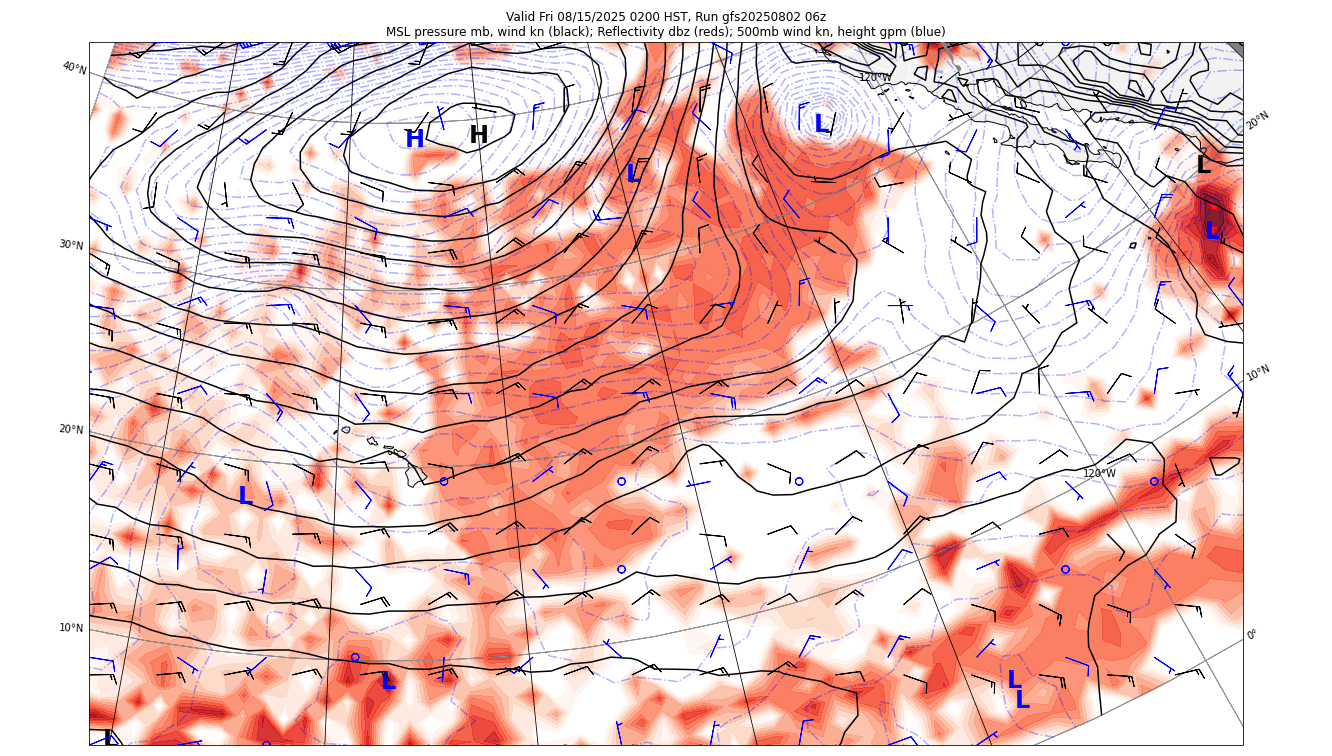 Valid Fri 08/15/2025 0200 HST, Run gfs20250802 06z
MSL pressure mb, wind kn (black); Reflectivity dbz (reds); 500mb wind kn, height gpm (blue)
40°N
120°W
20°N
H
H
L
L
L
30°N
L
10°N
20°N
120°W
L
10°N
0°
L
L
L
L